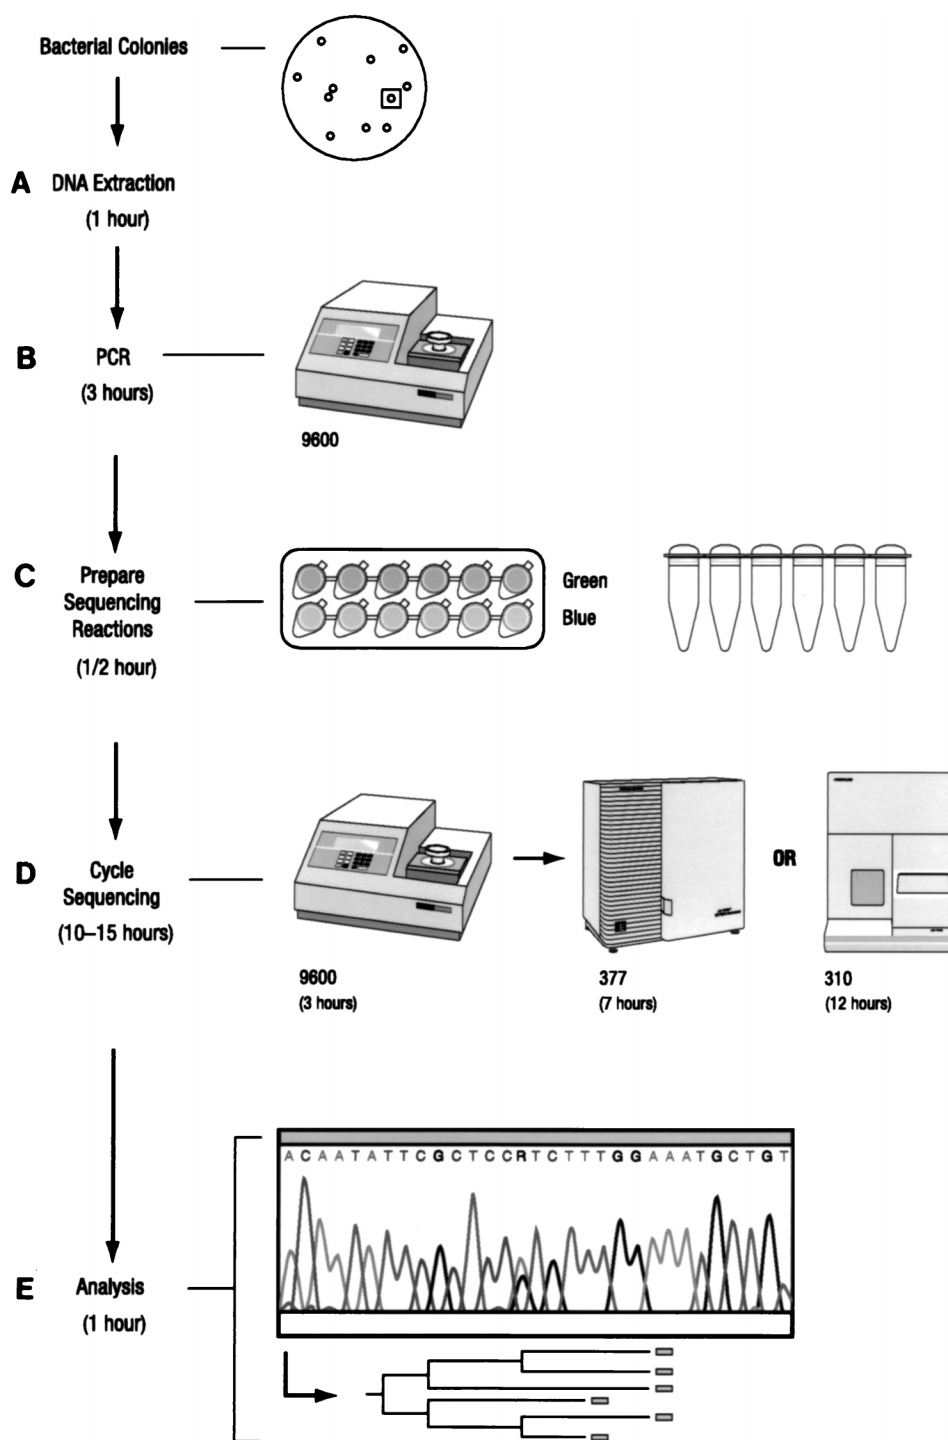 Bacterial Colonies
A DNA Extraction
(1 hour)
B PCR
(3 hours)
9600
C Prepare
Sequencing
Reactions
(1/2 hour)
Green
Blue
D Cycle
Sequencing
(10–15 hours)
9600
(3 hours)
377
(7 hours)
OR
310
(12 hours)
A C A A T A T T C G C T C C R T C T T T G G A A A T G C T G T
E Analysis
(1 hour)